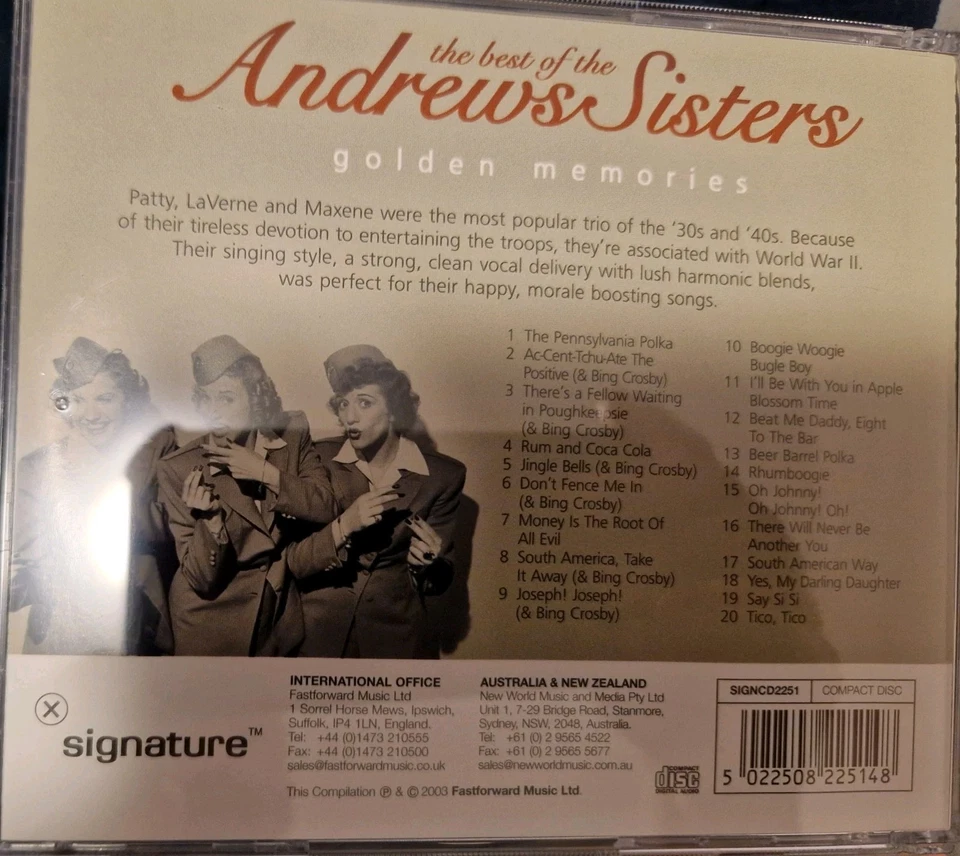 the best of the
Andrews Sisters
golden memories
Patty, LaVerne and Maxene were the most popular trio of the '30s and '40s. Because
of their tireless devotion to entertaining the troops, they're associated with World War II.
Their singing style, a strong, clean vocal delivery with lush harmonic blends,
was perfect for their happy, morale boosting songs.
1 The Pennsylvania Polka
2 Ac-Cent-Tchu-Ate The
Positive (& Bing Crosby)
3 There's a Fellow Waiting
in Poughkeepsie
(& Bing Crosby)
4 Rum and Coca Cola
5 Jingle Bells (& Bing Crosby)
6 Don't Fence Me In
(& Bing Crosby)
7 Money Is The Root Of
All Evil
8 South America, Take
It Away (& Bing Crosby)
9 Joseph! Joseph!
(& Bing Crosby)
10 Boogie Woogie
Bugle Boy
11 I'll Be With You in Apple
Blossom Time
12 Beat Me Daddy, Eight
To The Bar
13 Beer Barrel Polka
14 Rhumboogie
15 Oh Johnny!
Oh Johnny! Oh!
16 There Will Never Be
Another You
17 South American Way
18 Yes, My Darling Daughter
19 Say Si Si
20 Tico, Tico
signature™
INTERNATIONAL OFFICE
Fastforward Music Ltd
1 Sorrel Horse Mews, Ipswich,
Suffolk, IP4 1LN, England.
Tel: +44 (0)1473 210555
Fax: +44 (0)1473 210500
sales@fastforwardmusic.co.uk
AUSTRALIA & NEW ZEALAND
New World Music and Media Pty Ltd
Unit 1, 7-29 Bridge Road, Stanmore,
Sydney, NSW, 2048, Australia.
Tel: +61 (0) 2 9565 4522
Fax: +61 (0) 2 9565 5677
sales@newworldmusic.com.au
This Compilation ℗ & © 2003 Fastforward Music Ltd.
COMPACT
disc
DIGITAL AUDIO
SIGNCD2251 COMPACT DISC
5 022508 225148